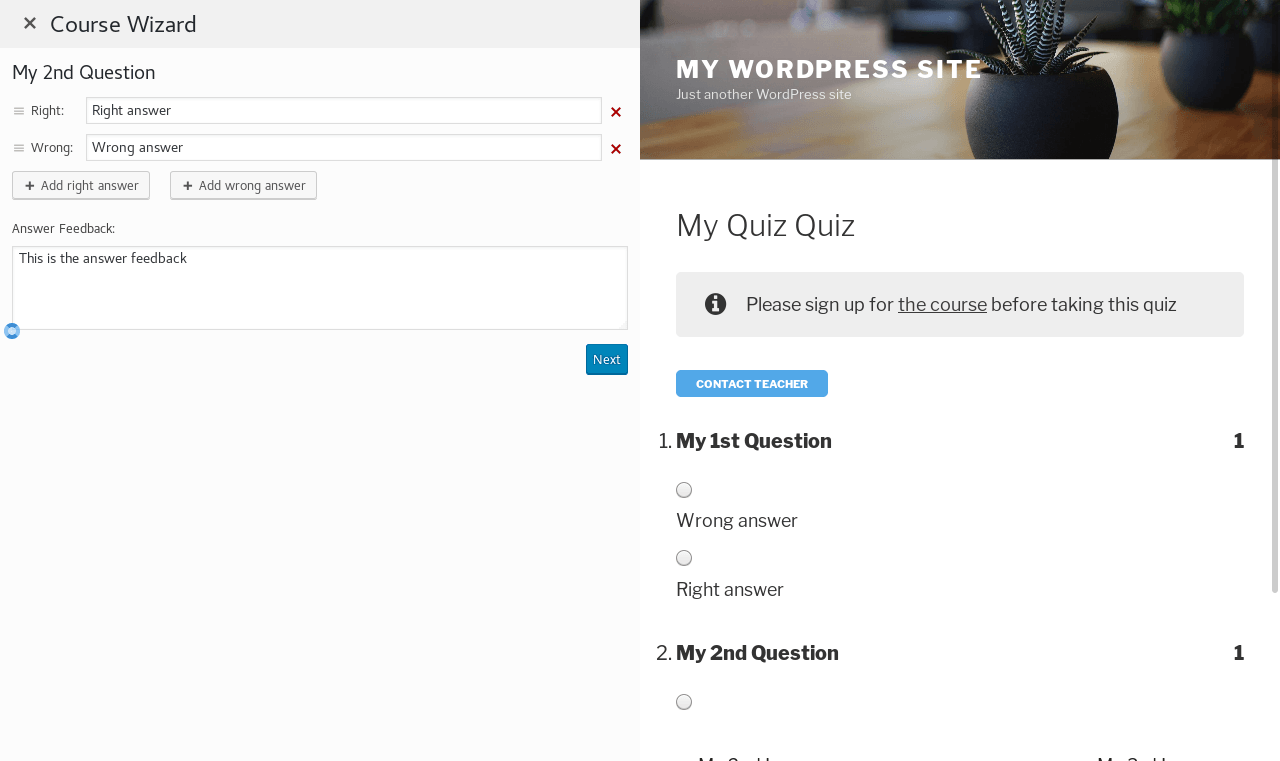 Course Wizard
My 2nd Question
Right: Right answer
Wrong: Wrong answer
Add right answer Add wrong answer
Answer Feedback:
This is the answer feedback
Next
MY WORDPRESS SITE
Just another WordPress site
My Quiz Quiz
Please sign up for the course before taking this quiz
CONTACT TEACHER
1. My 1st Question 1
Wrong answer
Right answer
2. My 2nd Question 1